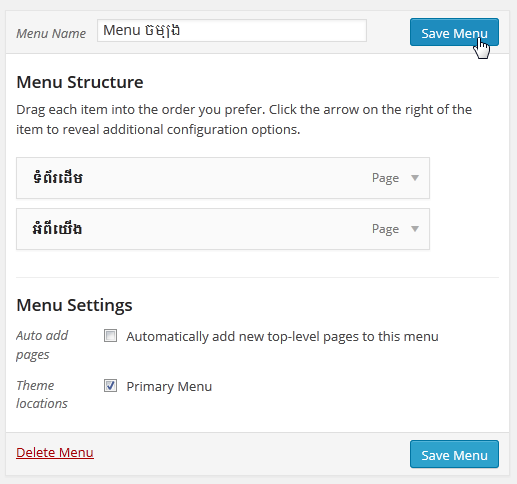 Menu Name Menu ចម្បង Save Menu
Menu Structure
Drag each item into the order you prefer. Click the arrow on the right of the
item to reveal additional configuration options.
ទំព័រដើម Page
អំពីយើង Page
Menu Settings
Auto add pages Automatically add new top-level pages to this menu
Theme locations Primary Menu
Delete Menu Save Menu